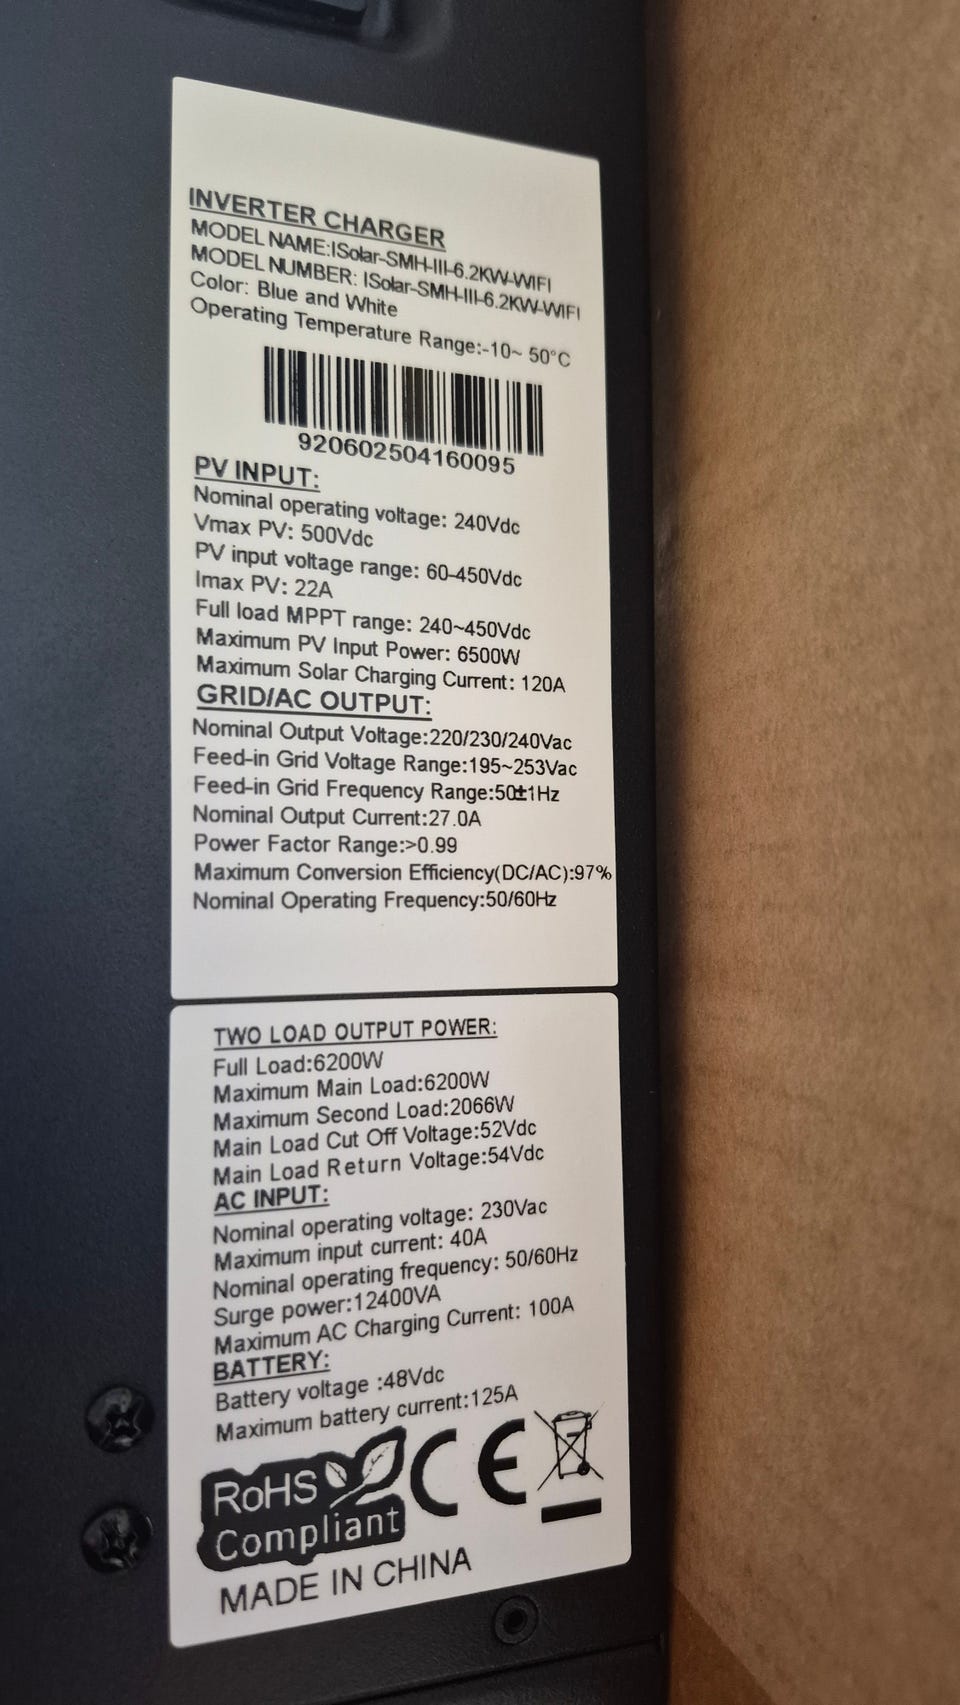 INVERTER CHARGER
MODEL NAME:ISolar-SMH-III-6.2KW-WIFI
MODEL NUMBER: ISolar-SMH-III-6.2KW-WIFI
Color: Blue and White
Operating Temperature Range:-10~ 50°C
920602504160095
PV INPUT:
Nominal operating voltage: 240Vdc
Vmax PV: 500Vdc
PV input voltage range: 60-450Vdc
Imax PV: 22A
Full load MPPT range: 240~450Vdc
Maximum PV Input Power: 6500W
Maximum Solar Charging Current: 120A
GRID/AC OUTPUT:
Nominal Output Voltage:220/230/240Vac
Feed-in Grid Voltage Range:195~253Vac
Feed-in Grid Frequency Range:50±1Hz
Nominal Output Current:27.0A
Power Factor Range:>0.99
Maximum Conversion Efficiency(DC/AC):97%
Nominal Operating Frequency:50/60Hz
TWO LOAD OUTPUT POWER:
Full Load:6200W
Maximum Main Load:6200W
Maximum Second Load:2066W
Main Load Cut Off Voltage:52Vdc
Main Load Return Voltage:54Vdc
AC INPUT:
Nominal operating voltage: 230Vac
Maximum input current: 40A
Nominal operating frequency: 50/60Hz
Surge power:12400VA
Maximum AC Charging Current: 100A
BATTERY:
Battery voltage :48Vdc
Maximum battery current:125A
RoHS CE
Compliant
MADE IN CHINA